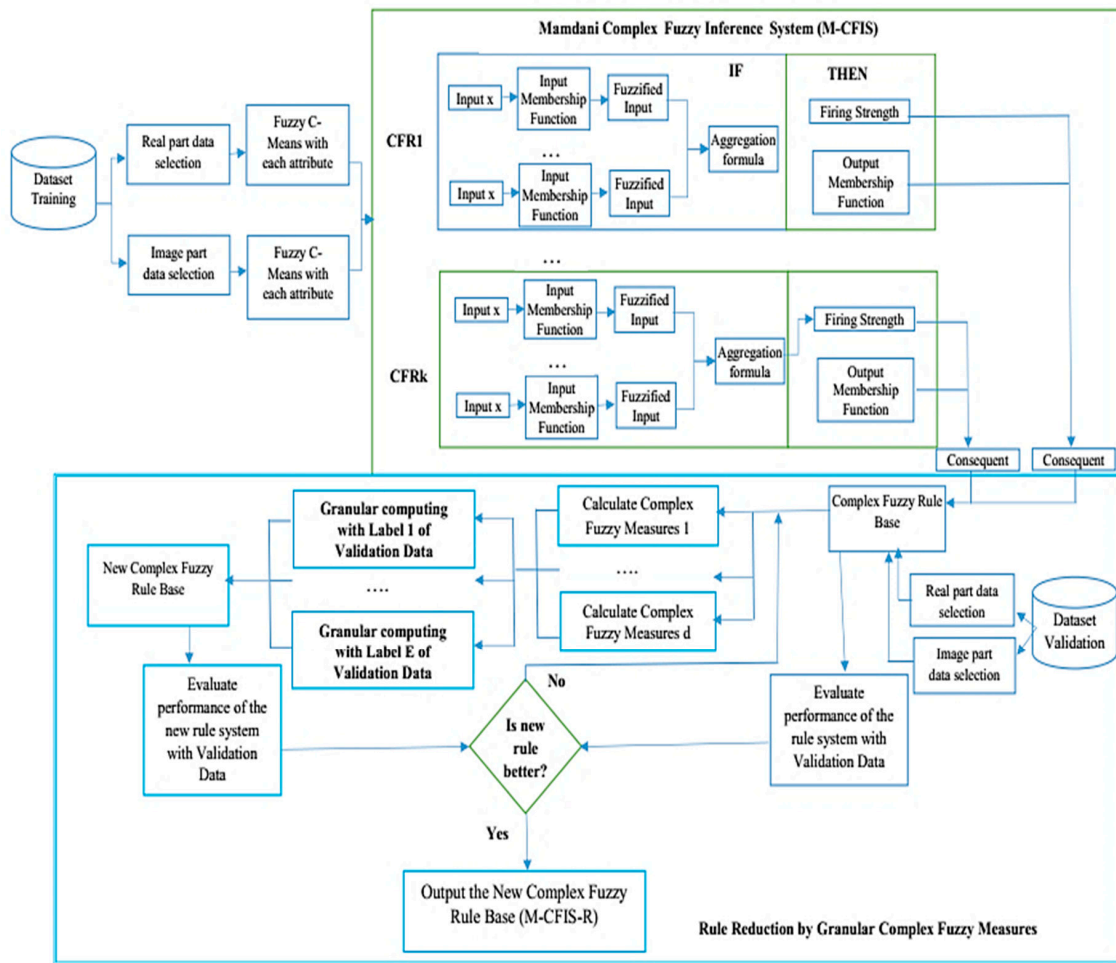 Mamdani Complex Fuzzy Inference System (M-CFIS)
Dataset
Training
Real part data
selection
Fuzzy C-
Means with
each attribute
Image part
data selection
Fuzzy C-
Means with
each attribute
IF
THEN
CFR1
Input x
Input
Membership
Function
Fuzzified
Input
...
Input x
Input
Membership
Function
Fuzzified
Input
Aggregation
formula
Firing Strength
Output
Membership
Function
...
CFRk
Input x
Input
Membership
Function
Fuzzified
Input
...
Input x
Input
Membership
Function
Fuzzified
Input
Aggregation
formula
Firing Strength
Output
Membership
Function
Consequent
Consequent
Complex Fuzzy Rule
Base
Real part data
selection
Image part
data selection
Dataset
Validation
Calculate Complex
Fuzzy Measures 1
....
Calculate Complex
Fuzzy Measures d
Granular computing
with Label 1 of
Validation Data
....
Granular computing
with Label E of
Validation Data
New Complex Fuzzy
Rule Base
Evaluate
performance of the
new rule system
with Validation
Data
No
Is new
rule
better?
Evaluate
performance of the
rule system with
Validation Data
Yes
Output the New Complex Fuzzy
Rule Base (M-CFIS-R)
Rule Reduction by Granular Complex Fuzzy Measures